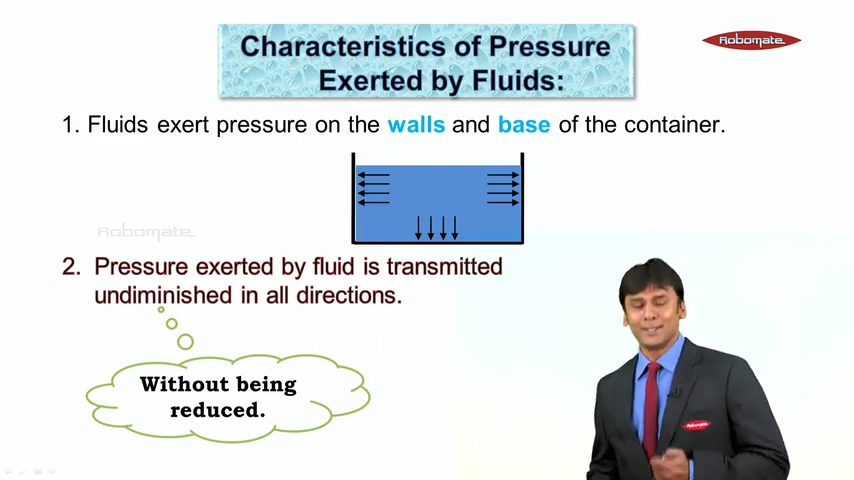 Characteristics of Pressure
Exerted by Fluids:
Robomate
1. Fluids exert pressure on the walls and base of the container.
Robomate
2. Pressure exerted by fluid is transmitted
undiminished in all directions.
Without being
reduced.
Robomate